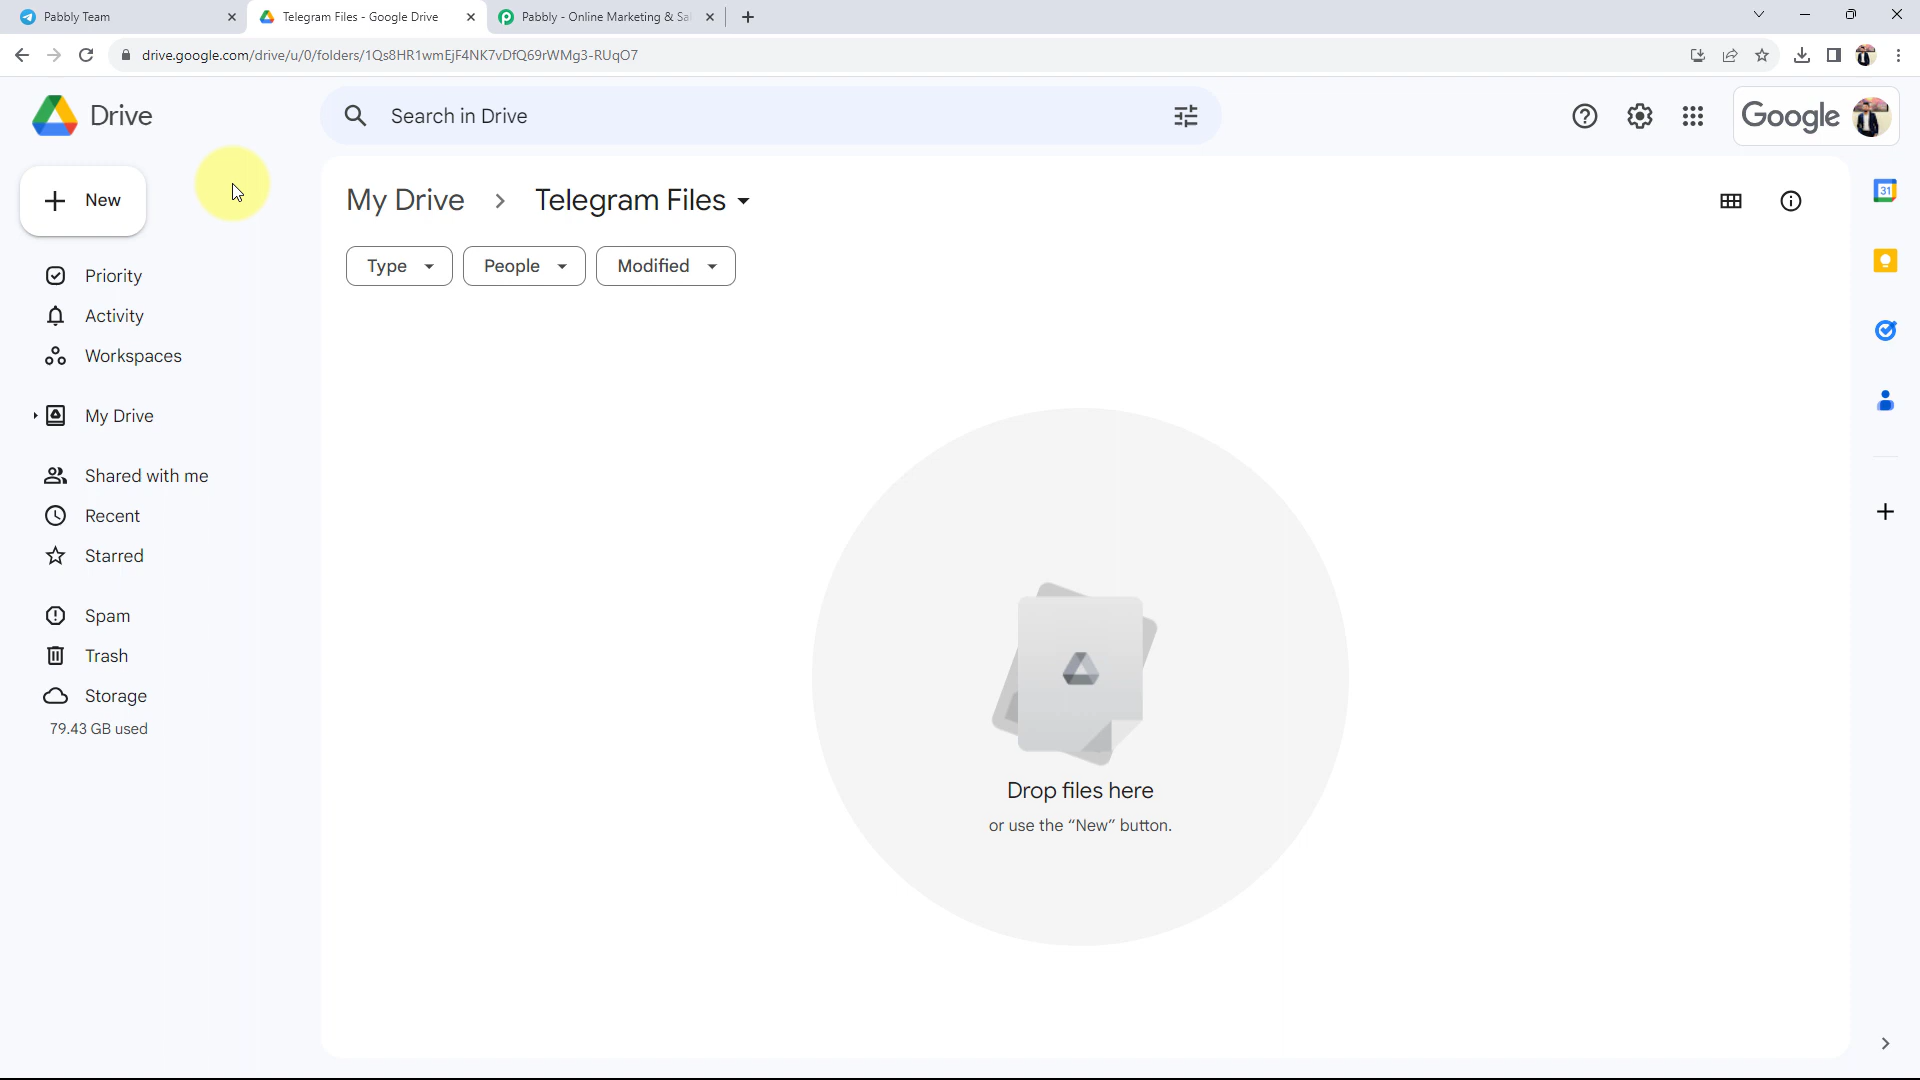 Pabbly Team
Telegram Files - Google Drive
Pabbly - Online Marketing & Sa
drive.google.com/drive/u/0/folders/1Qs8HR1wmEjF4NK7vDfQ69rWMg3-RUqO7
Drive
Search in Drive
Google
New
My Drive > Telegram Files
Type
People
Modified
Priority
Activity
Workspaces
My Drive
Shared with me
Recent
Starred
Spam
Trash
Storage
79.43 GB used
31
Drop files here
or use the “New” button.